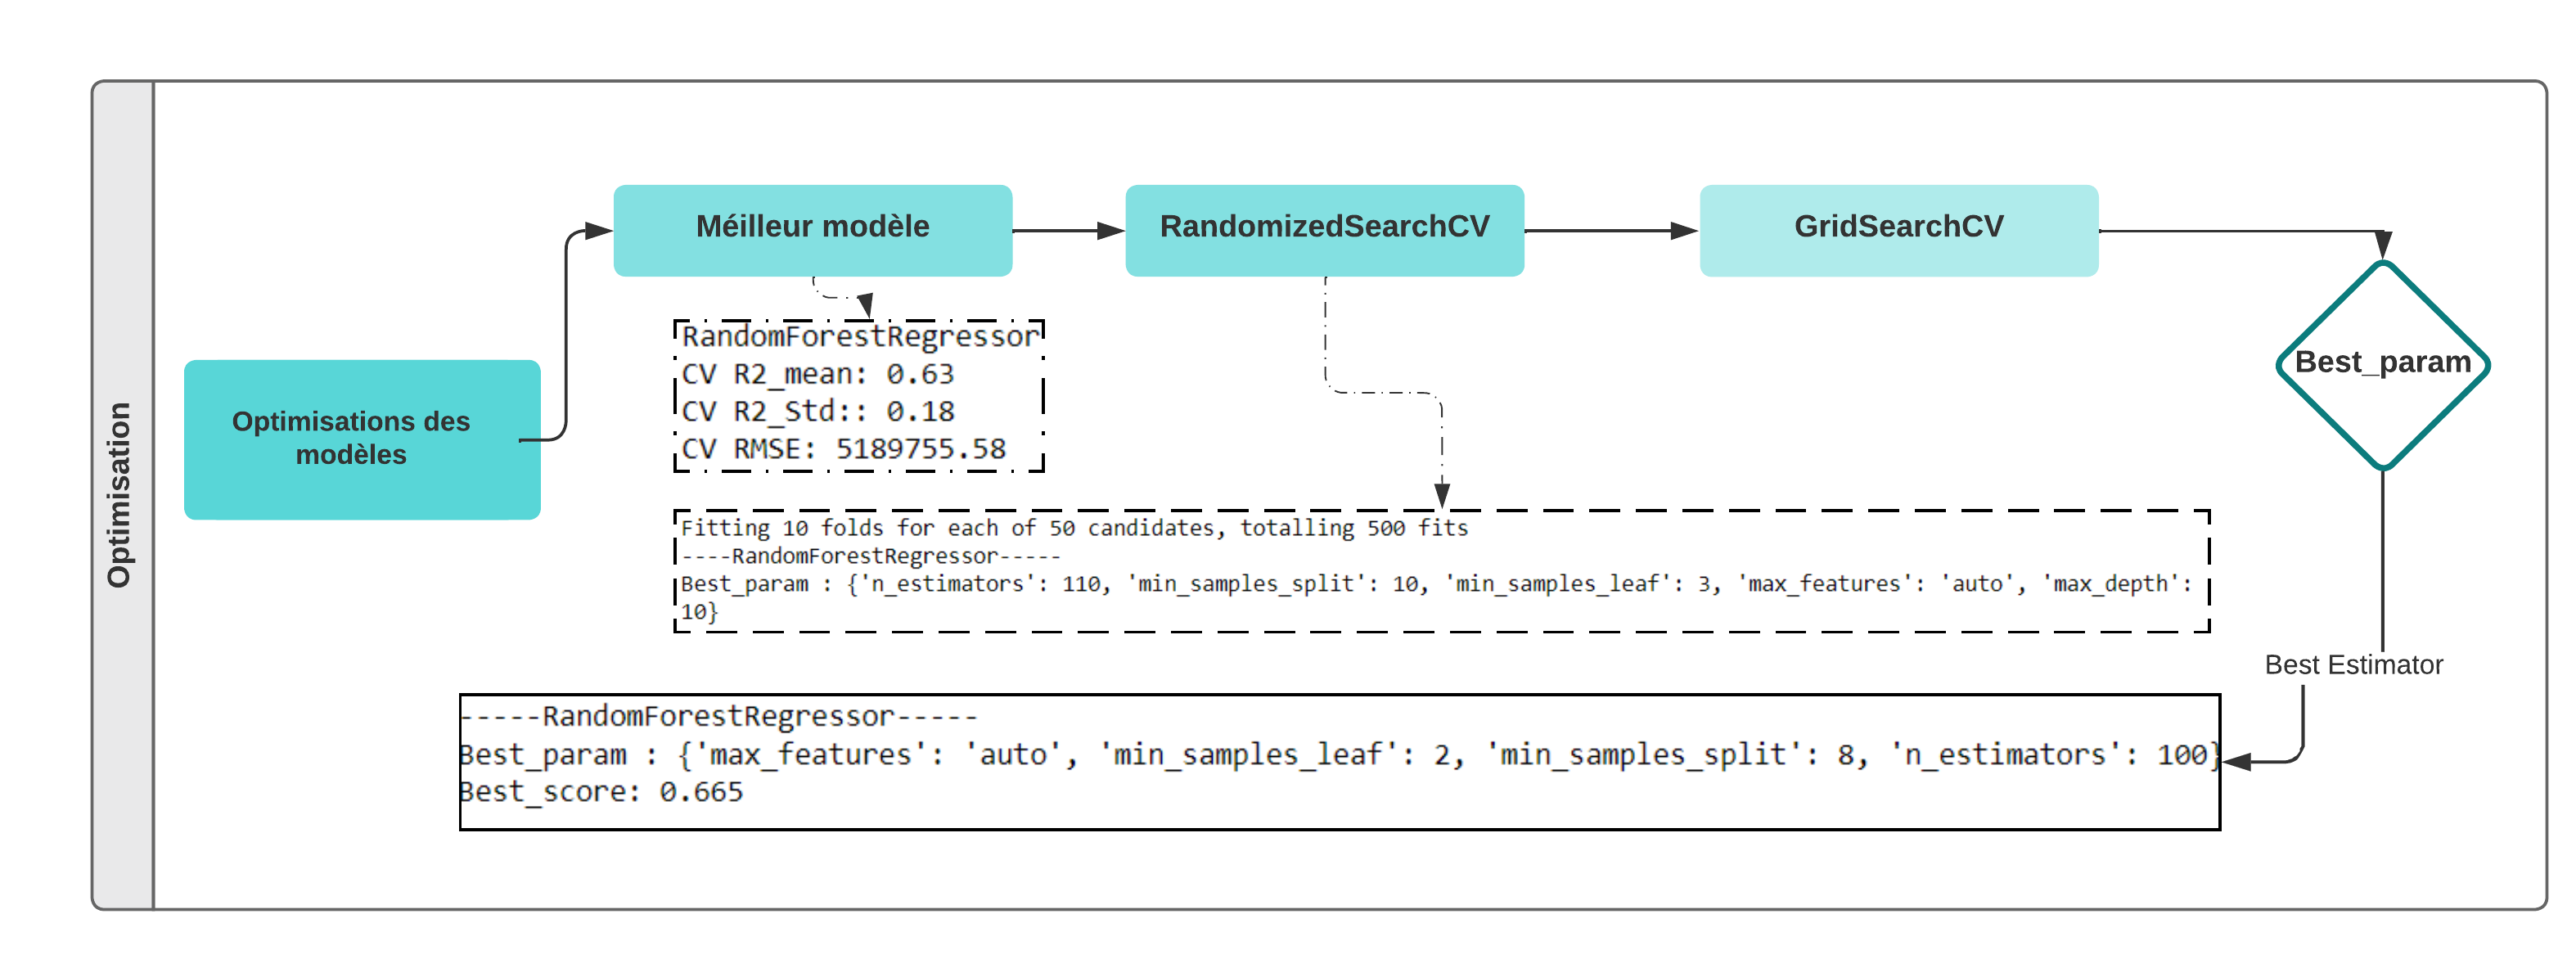 Optimisation
Optimisations des
modèles
Méilleur modèle
RandomizedSearchCV
GridSearchCV
Best_param
RandomForestRegressor
CV R2_mean: 0.63
CV R2_Std:: 0.18
CV RMSE: 5189755.58
Fitting 10 folds for each of 50 candidates, totalling 500 fits
----RandomForestRegressor-----
Best_param : {'n_estimators': 110, 'min_samples_split': 10, 'min_samples_leaf': 3, 'max_features': 'auto', 'max_depth':
10}
Best Estimator
-----RandomForestRegressor-----
Best_param : {'max_features': 'auto', 'min_samples_leaf': 2, 'min_samples_split': 8, 'n_estimators': 100}
Best_score: 0.665